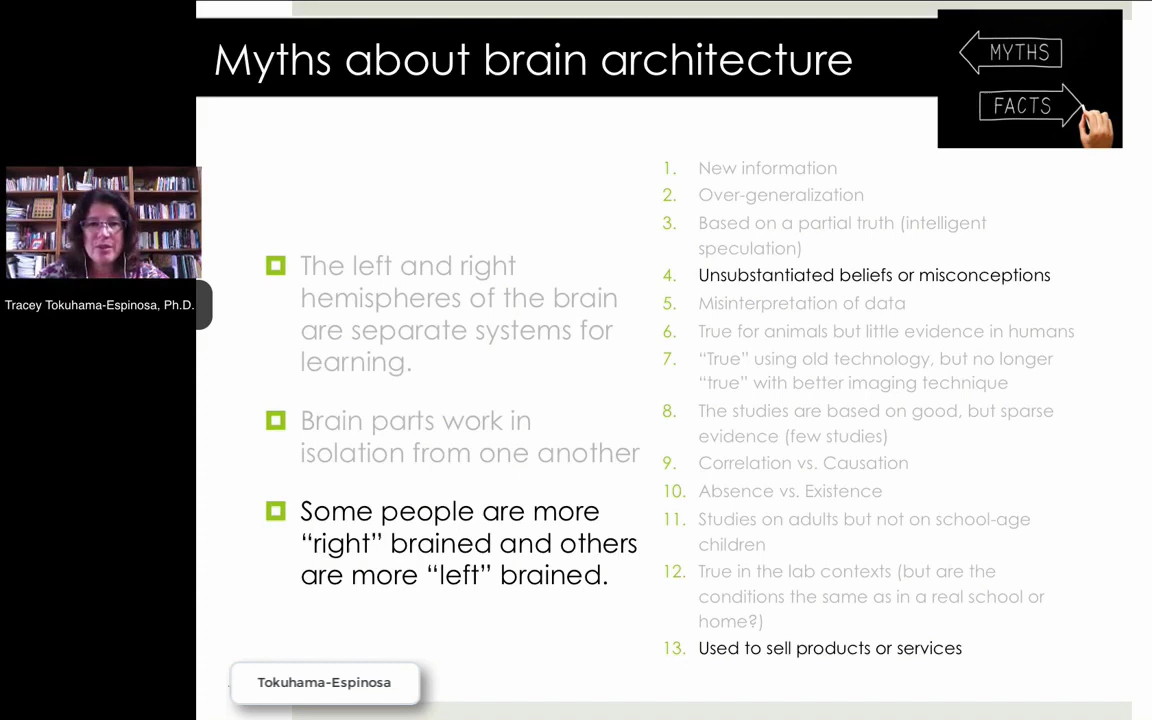 Myths about brain architecture
MYTHS
FACTS
Tracey Tokuhama-Espinosa, Ph.D.
The left and right
hemispheres of the brain
are separate systems for
learning.
Brain parts work in
isolation from one another
Some people are more
“right” brained and others
are more “left” brained.
1. New information
2. Over-generalization
3. Based on a partial truth (intelligent
speculation)
4. Unsubstantiated beliefs or misconceptions
5. Misinterpretation of data
6. True for animals but little evidence in humans
7. “True” using old technology, but no longer
“true” with better imaging technique
8. The studies are based on good, but sparse
evidence (few studies)
9. Correlation vs. Causation
10. Absence vs. Existence
11. Studies on adults but not on school-age
children
12. True in the lab contexts (but are the
conditions the same as in a real school or
home?)
13. Used to sell products or services
Tokuhama-Espinosa